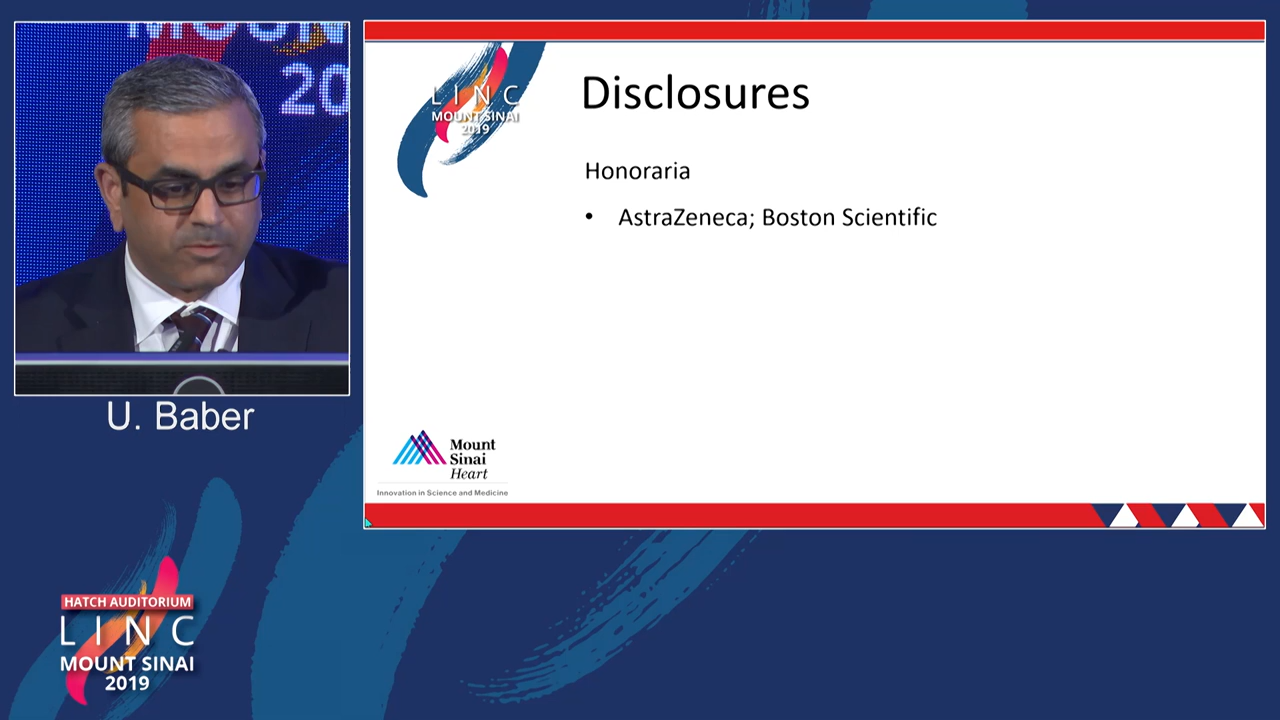 20
U. Baber
HATCH AUDITORIUM
LINC
MOUNT SINAI
2019
LINC
MOUNT SINAI
2019
Disclosures
Honoraria
• AstraZeneca; Boston Scientific
Mount
Sinai
Heart
Innovation in Science and Medicine